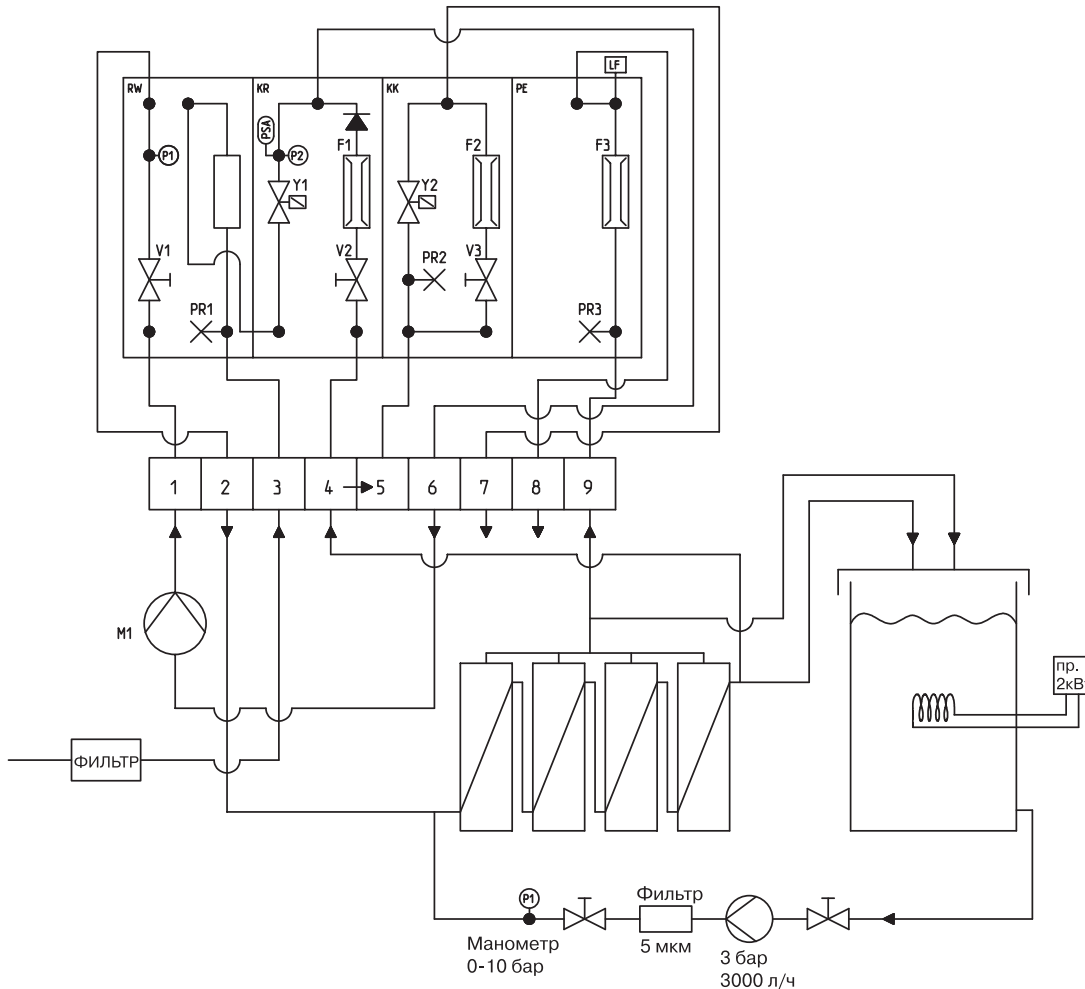 LF
RW
KR
KK
PE
PSA
P1
P2
F1
F2
F3
Y1
Y2
V1
V2
PR2
V3
PR1
PR3
1
2
3
4
5
6
7
8
9
M1
пр.
2кВт
ФИЛЬТР
P1
Фильтр
Манометр
0-10 бар
5 мкм
3 бар
3000 л/ч